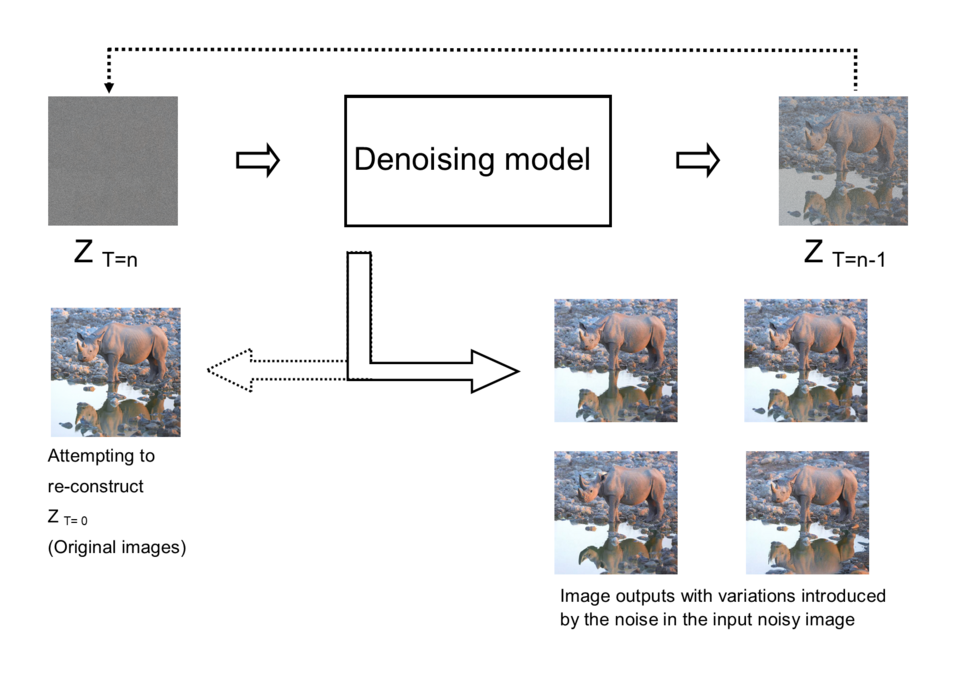 Denoising model
Z T=n
Z T=n-1
Attempting to
re-construct
Z T= 0
(Original images)
Image outputs with variations introduced
by the noise in the input noisy image